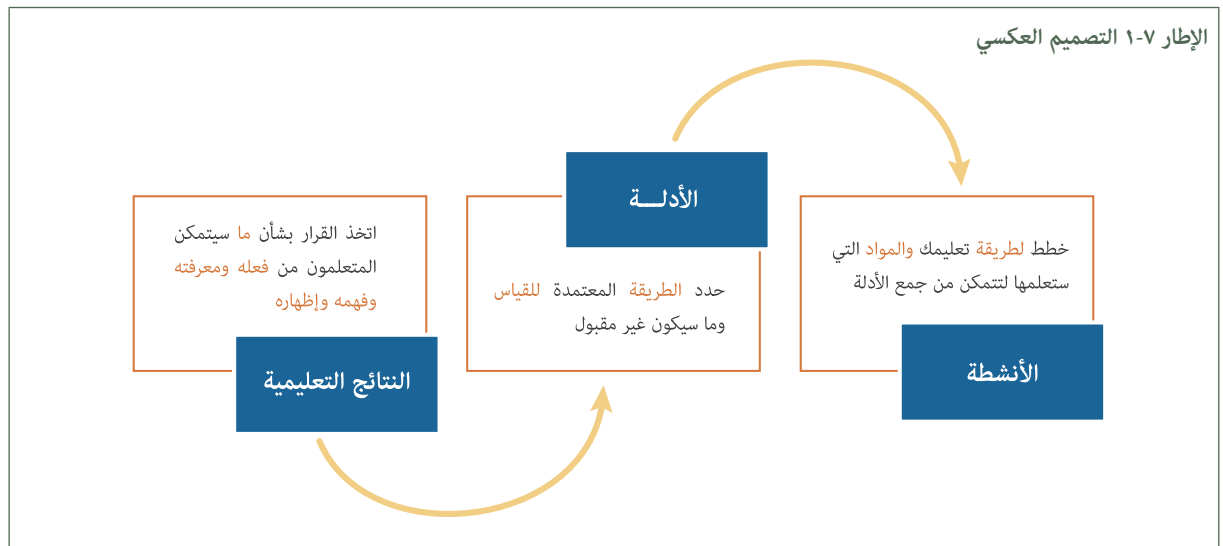 الإطار ٧-١ التصميم العكسي
اتخذ القرار بشأن ما سيتمكن
المتعلمون من فعله ومعرفته
وفهمه وإظهاره
النتائج التعليمية
الأدلـــة
حدد الطريقة المعتمدة للقياس
وما سيكون غير مقبول
خطط لطريقة تعليمك والمواد التي
ستعلمها لتتمكن من جمع الأدلة
الأنشطة